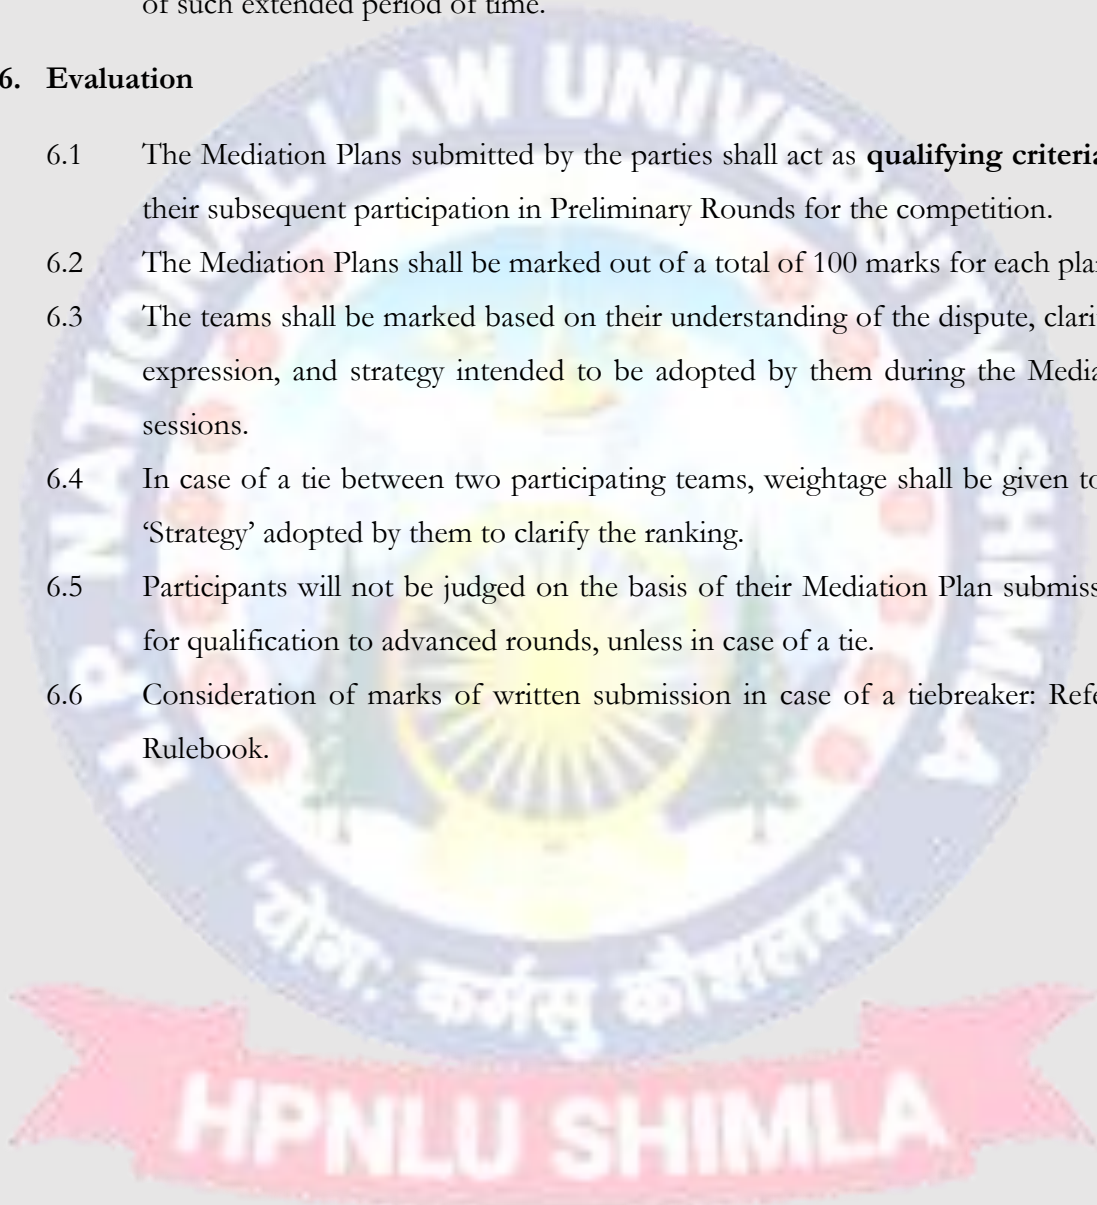 of such extended period of time.
6. Evaluation
6.1 The Mediation Plans submitted by the parties shall act as qualifying criteria
their subsequent participation in Preliminary Rounds for the competition.
6.2 The Mediation Plans shall be marked out of a total of 100 marks for each plan
6.3 The teams shall be marked based on their understanding of the dispute,
expression, and strategy intended to be adopted by them during the
sessions.
6.4 In case of a tie between two participating teams, weightage shall be given to
‘Strategy’ adopted by them to clarify the ranking.
6.5 Participants will not be judged on the basis of their Mediation Plan
for qualification to advanced rounds, unless in case of a tie.
6.6 Consideration of marks of written submission in case of a tiebreaker:
Rulebook.
H.P. NATIONAL LAW UNIVERSITY, SHIMLA
'योगः कर्मसु कौशलम्'
HPNLU SHIMLA